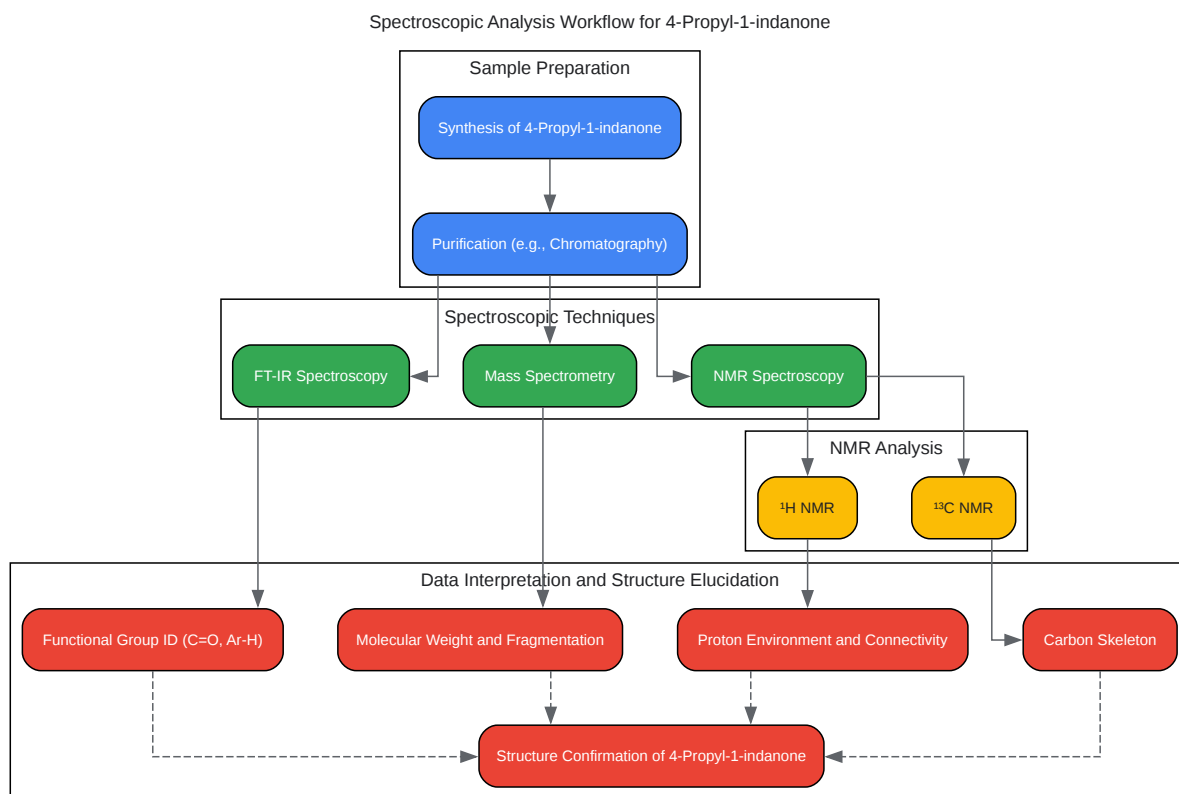 Spectroscopic Analysis Workflow for 4-Propyl-1-indanone
Sample Preparation
Synthesis of 4-Propyl-1-indanone
Purification (e.g., Chromatography)
Spectroscopic Techniques
FT-IR Spectroscopy
Mass Spectrometry
NMR Spectroscopy
NMR Analysis
¹H NMR
¹³C NMR
Data Interpretation and Structure Elucidation
Functional Group ID (C=O, Ar-H)
Molecular Weight and Fragmentation
Proton Environment and Connectivity
Carbon Skeleton
Structure Confirmation of 4-Propyl-1-indanone